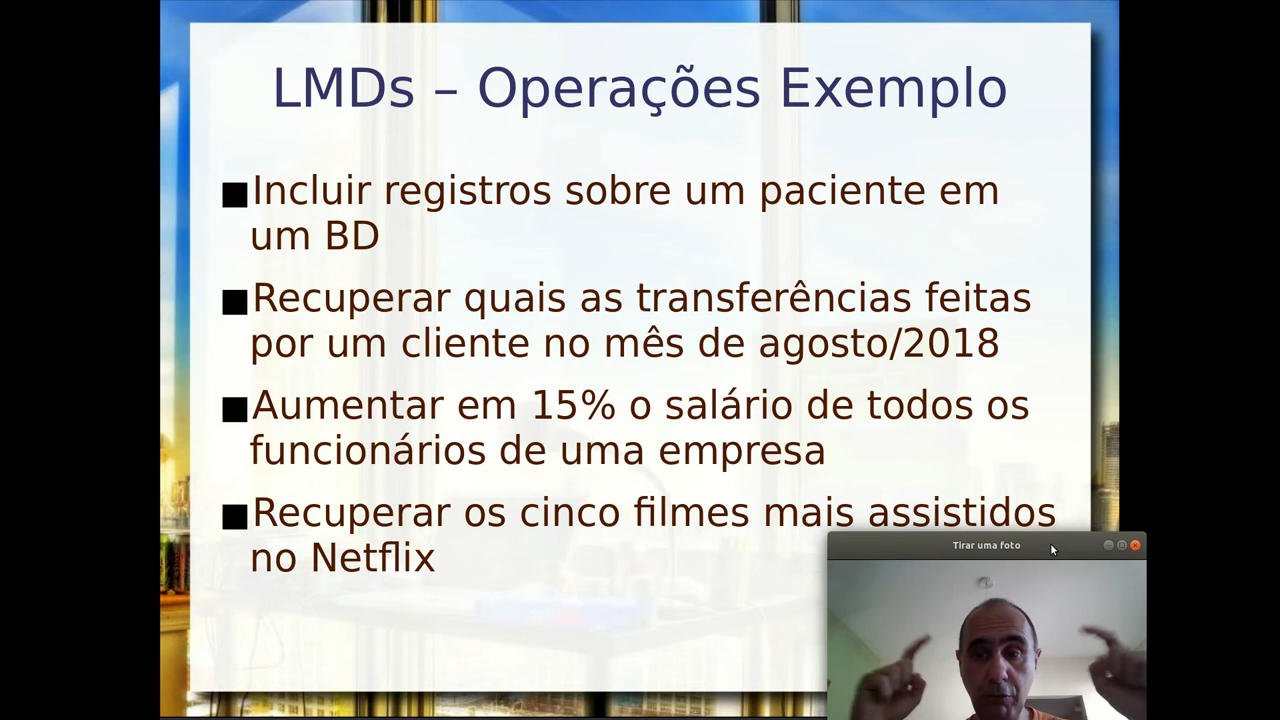 LMDs – Operações Exemplo
■Incluir registros sobre um paciente em
um BD
■Recuperar quais as transferências feitas
por um cliente no mês de agosto/2018
■Aumentar em 15% o salário de todos os
funcionários de uma empresa
■Recuperar os cinco filmes mais assistidos
no Netflix
Tirar uma foto